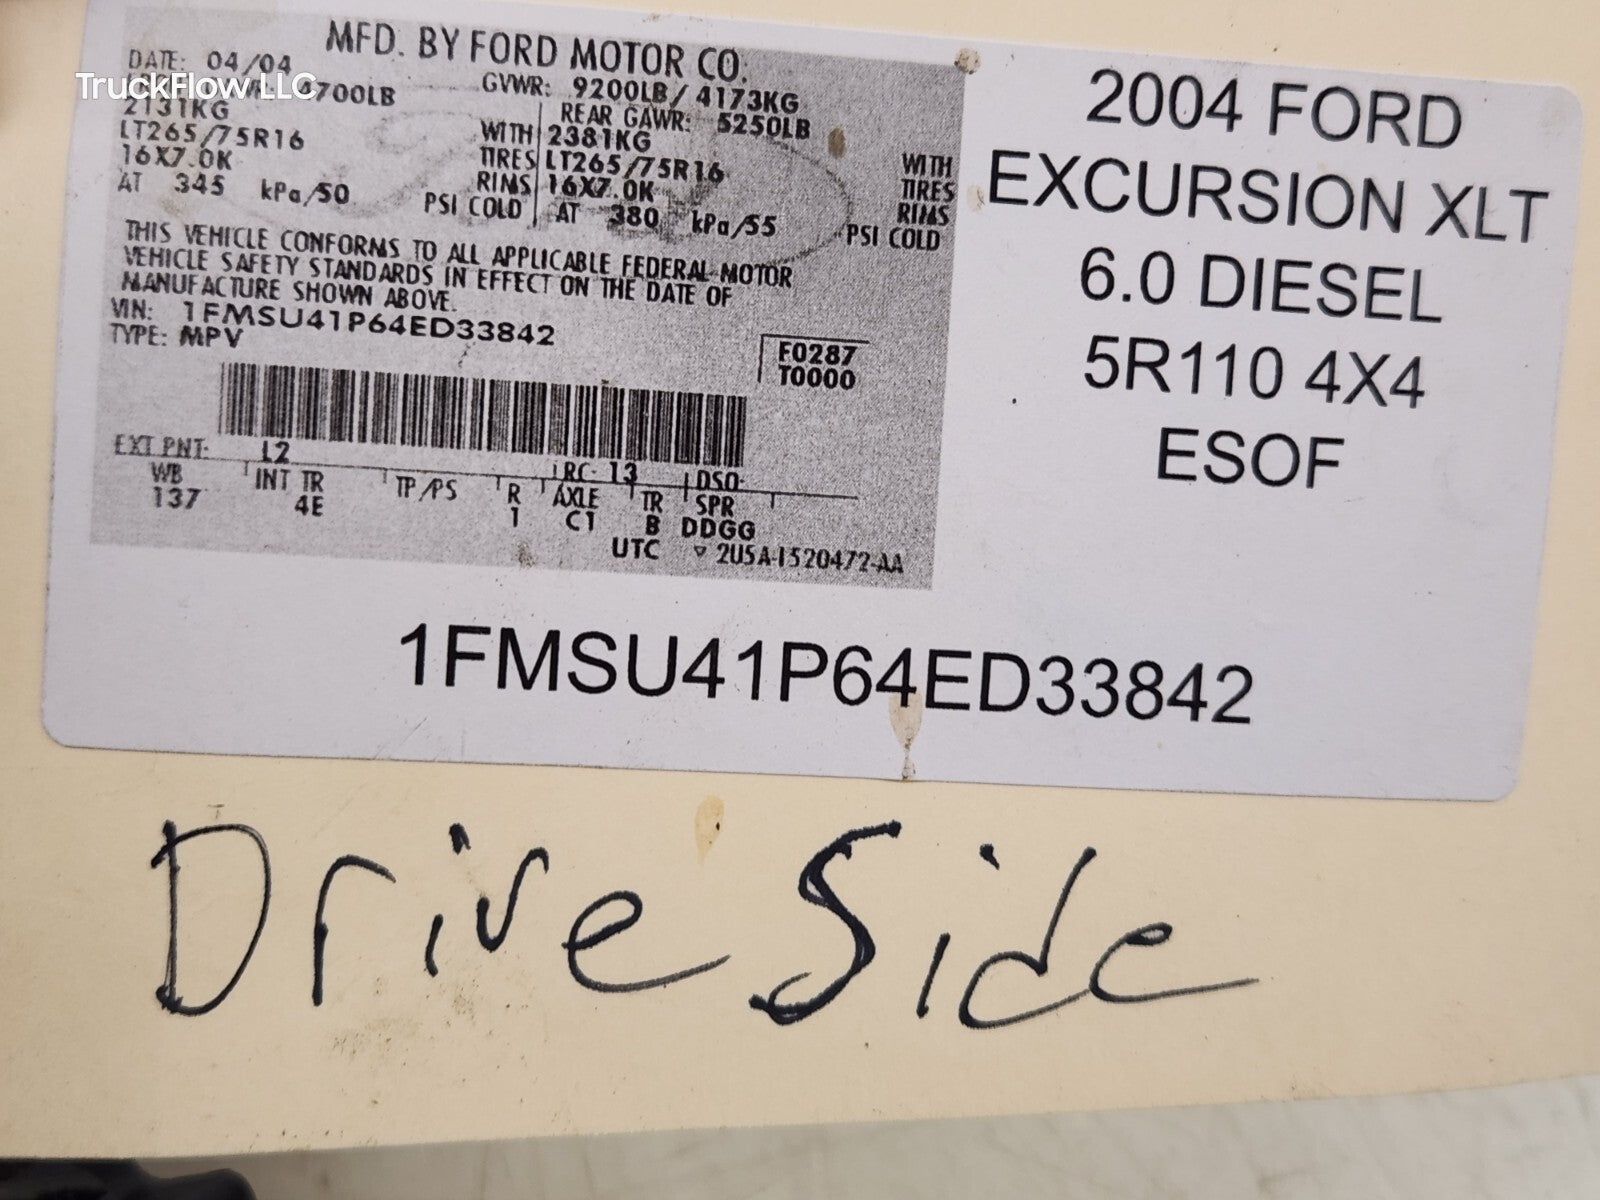 MFD. BY FORD MOTOR CO.
DATE: 04/04 GVWR: 9200LB/ 4173KG
TruckFlow LLC
4700LB REAR GAWR: 5250LB
2131KG WITH 2381KG WITH
LT265/75R16 TIRES LT265/75R16 TIRES
16X7.0K RIMS 16X7.0K RIMS
AT 345 kPa/50 PSI COLD AT 380 kPa/55 PSI COLD
THIS VEHICLE CONFORMS TO ALL APPLICABLE FEDERAL MOTOR
VEHICLE SAFETY STANDARDS IN EFFECT ON THE DATE OF
MANUFACTURE SHOWN ABOVE.
VIN: 1FMSU41P64ED33842
TYPE: MPV
F0287
T0000
EXT PNT: L2 RC: 13 DSO:
WB INT TR TP/PS R AXLE TR SPR
137 4E 1 C1 B DDGG
UTC ▽ 2U5A-1520472-AA
2004 FORD
EXCURSION XLT
6.0 DIESEL
5R110 4X4
ESOF
1FMSU41P64ED33842
Drive Side